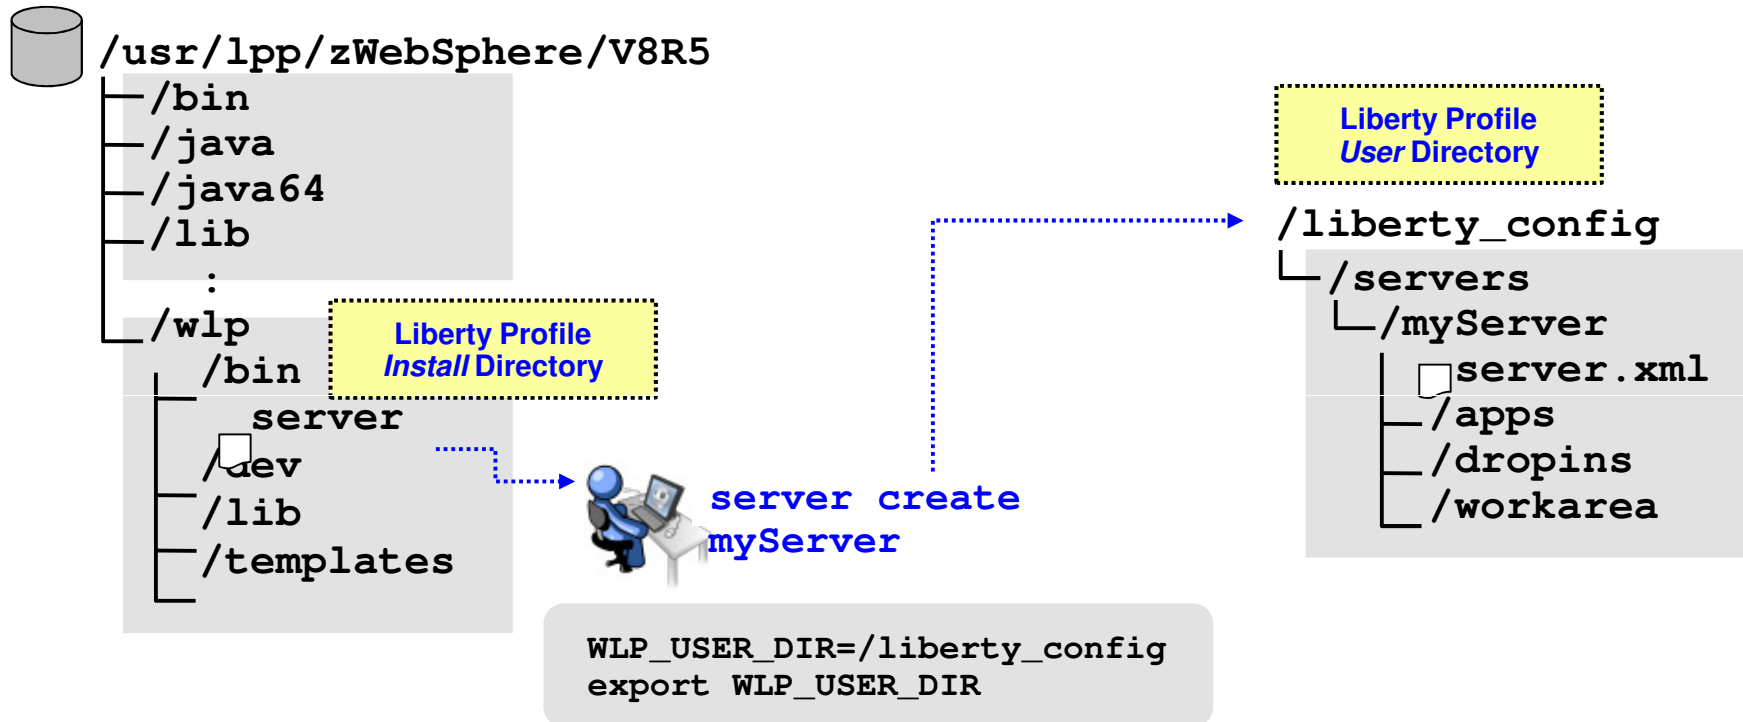 /usr/lpp/zWebSphere/V8R5
/bin
/java
/java64
/lib
:
/wlp
/bin
server
/dev
/lib
/templates
Liberty Profile
Install Directory
server create
myServer
WLP_USER_DIR=/liberty_config
export WLP_USER_DIR
Liberty Profile
User Directory
/liberty_config
/servers
/myServer
server.xml
/apps
/dropins
/workarea